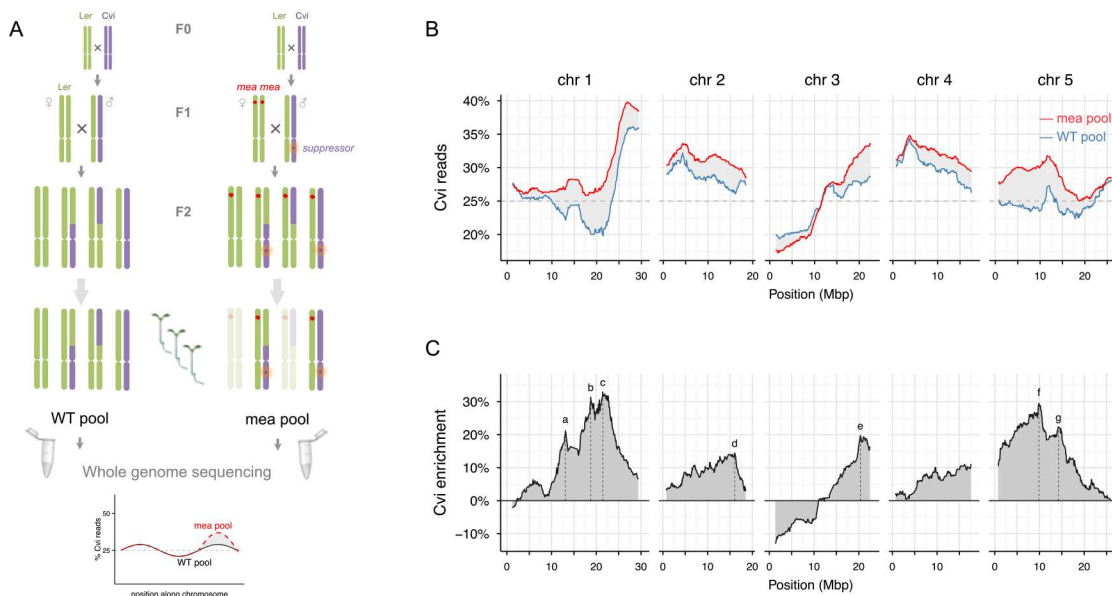 A
Ler Cvi
F0
Ler Cvi
×
×
Ler
♀
♂
F1
mea mea
♀
♂
×
×
suppressor
F2
WT pool
mea pool
Whole genome sequencing
% Cvi reads
50
25
mea pool
WT pool
position along chromosome
B
chr 1 chr 2 chr 3 chr 4 chr 5
Cvi reads
40%
35%
30%
25%
20%
mea pool
WT pool
0 10 20 30 0 10 20 0 10 20 0 10 20 0 10 20
Position (Mbp)
C
Cvi enrichment
30%
20%
10%
0%
−10%
a b c d e f g
0 10 20 30 0 10 20 0 10 20 0 10 20 0 10 20
Position (Mbp)